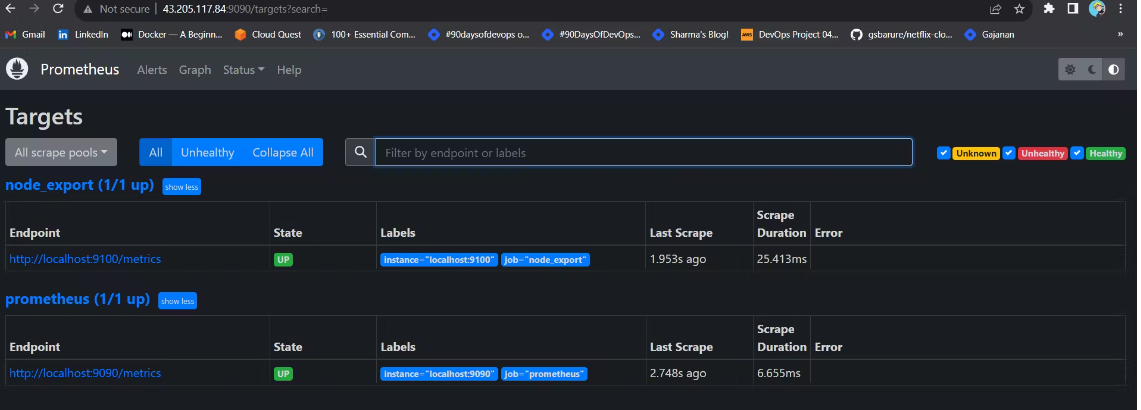 Not secure | 43.205.117.84:9090/targets?search=
Gmail LinkedIn Docker — A Beginn... Cloud Quest 100+ Essential Com... #90daysofdevops o... #90DaysOfDevOps... Sharma's Blog! DevOps Project 04... gsbarure/netflix-clo... Gajanan »
Prometheus Alerts Graph Status Help
Targets
All scrape pools All Unhealthy Collapse All Filter by endpoint or labels Unknown Unhealthy Healthy
node_export (1/1 up) show less
Endpoint State Labels Last Scrape Scrape Duration Error
http://localhost:9100/metrics UP instance="localhost:9100" job="node_export" 1.953s ago 25.413ms
prometheus (1/1 up) show less
Endpoint State Labels Last Scrape Scrape Duration Error
http://localhost:9090/metrics UP instance="localhost:9090" job="prometheus" 2.748s ago 6.655ms